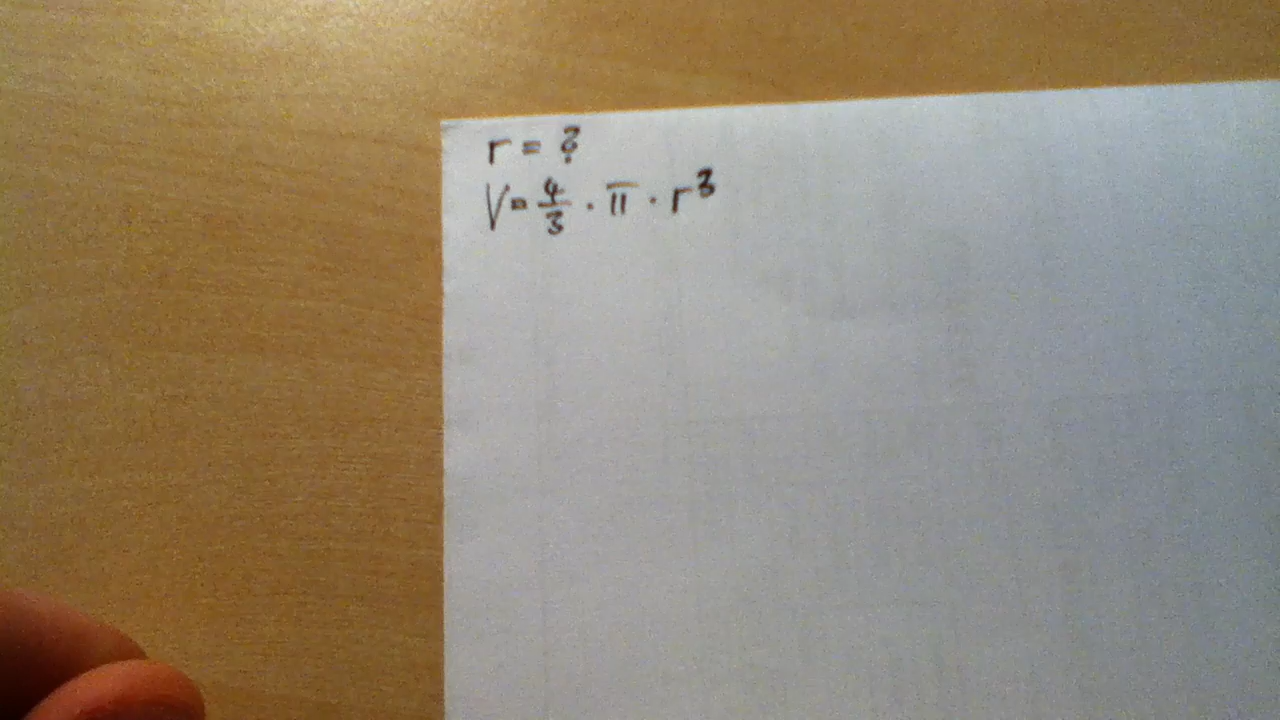 r = ?
V = 4/3 · π · r³